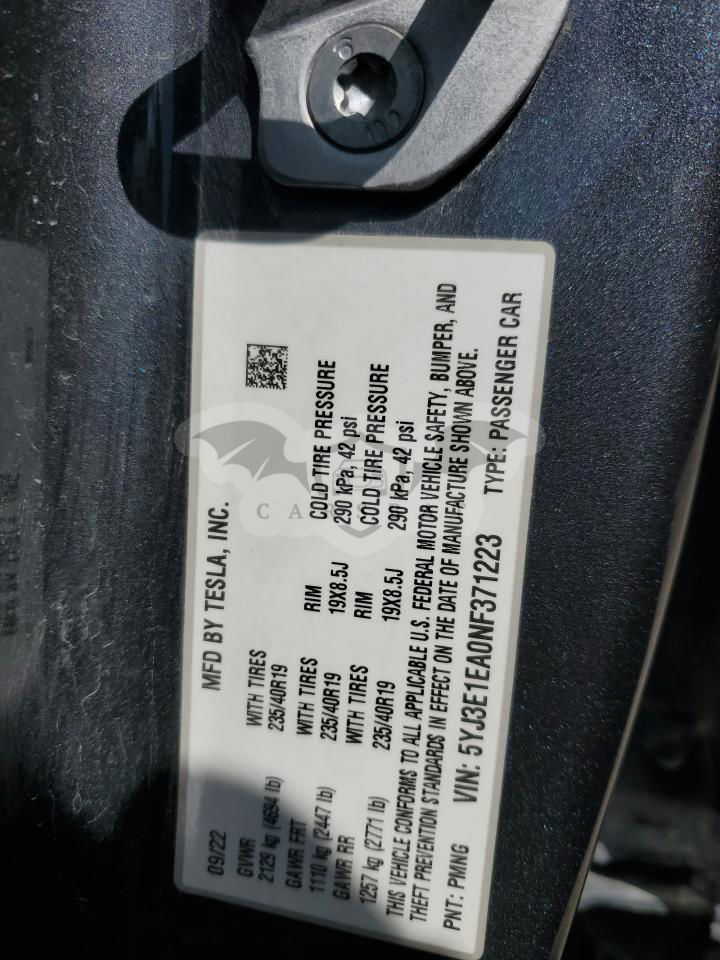 09/22 MFD BY TESLA, INC.
GVWR WITH TIRES
2129 kg (4694 lb) 235/40R19
GAWR FRT WITH TIRES RIM COLD TIRE PRESSURE
1110 kg (2447 lb) 235/40R19 19X8.5J 290 kPa, 42 psi
GAWR RR WITH TIRES RIM COLD TIRE PRESSURE
1257 kg (2771 lb) 235/40R19 19X8.5J 290 kPa, 42 psi
THIS VEHICLE CONFORMS TO ALL APPLICABLE U.S. FEDERAL MOTOR VEHICLE SAFETY, BUMPER, AND
THEFT PREVENTION STANDARDS IN EFFECT ON THE DATE OF MANUFACTURE SHOWN ABOVE.
PNT: PMNG VIN: 5YJ3E1EA0NF371223 TYPE: PASSENGER CAR